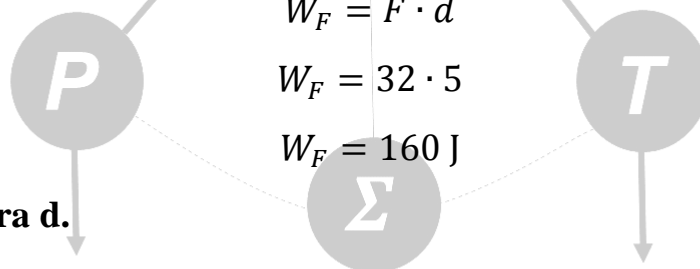 W_F = F · d
P
T
W_F = 32 · 5
W_F = 160 J
Σ
ra d.